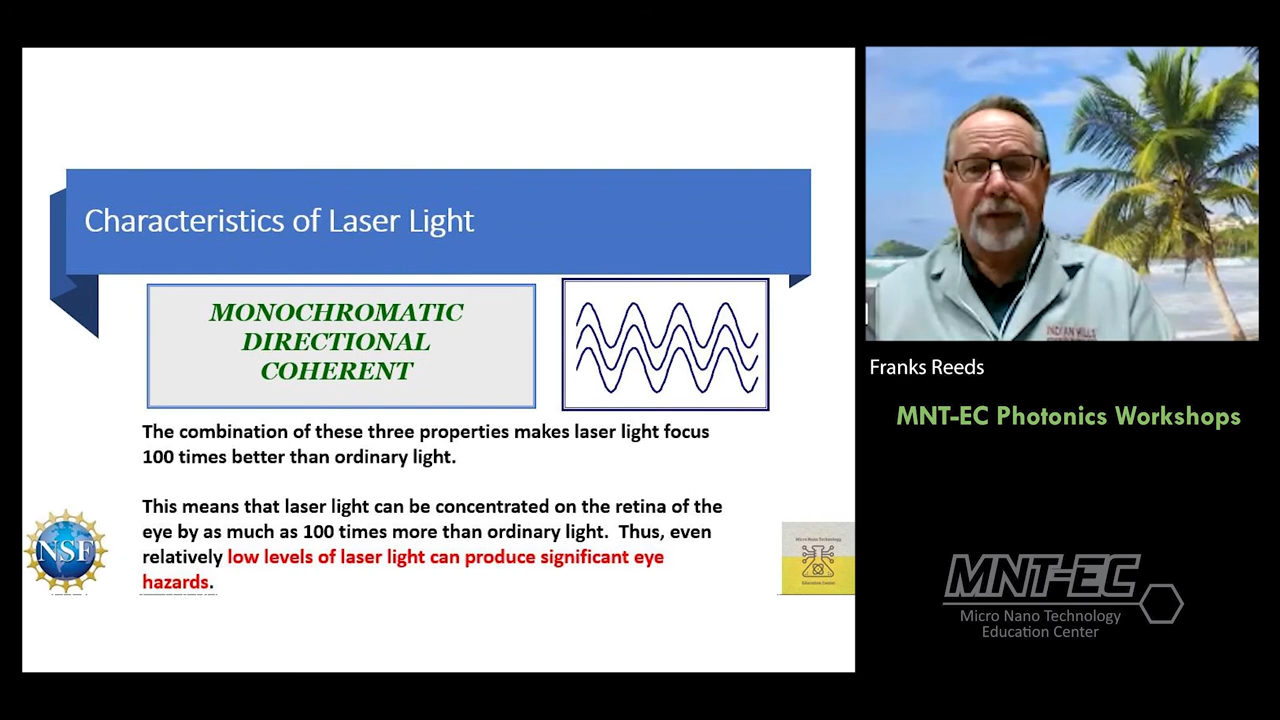 Characteristics of Laser Light
MONOCHROMATIC
DIRECTIONAL
COHERENT
The combination of these three properties makes laser light focus
100 times better than ordinary light.
This means that laser light can be concentrated on the retina of the
eye by as much as 100 times more than ordinary light. Thus, even
relatively low levels of laser light can produce significant eye
hazards.
NSF
Micro Nano Technology
Education Center
INDIAN HILLS
Franks Reeds
MNT-EC Photonics Workshops
MNT-EC
Micro Nano Technology
Education Center